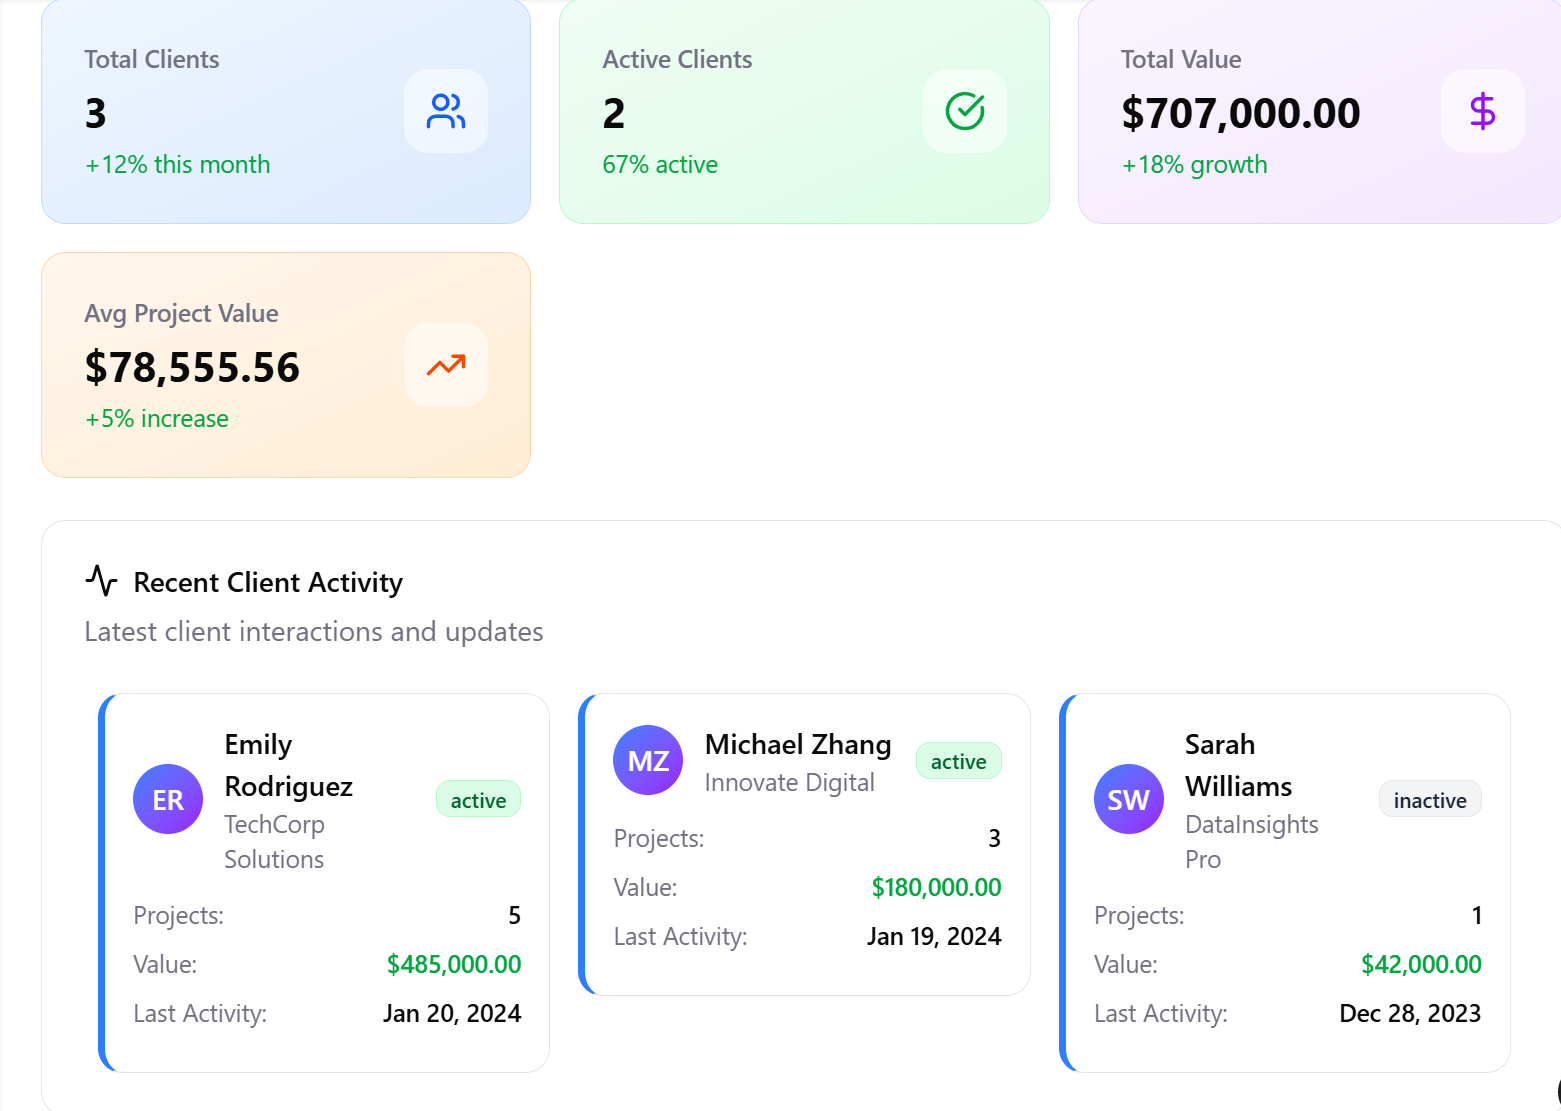 Total Clients
3
+12% this month
Active Clients
2
67% active
Total Value
$707,000.00
+18% growth
Avg Project Value
$78,555.56
+5% increase
Recent Client Activity
Latest client interactions and updates
ER
Emily
Rodriguez
TechCorp
Solutions
active
Projects: 5
Value: $485,000.00
Last Activity: Jan 20, 2024
MZ
Michael Zhang
Innovate Digital
active
Projects: 3
Value: $180,000.00
Last Activity: Jan 19, 2024
SW
Sarah
Williams
DataInsights
Pro
inactive
Projects: 1
Value: $42,000.00
Last Activity: Dec 28, 2023